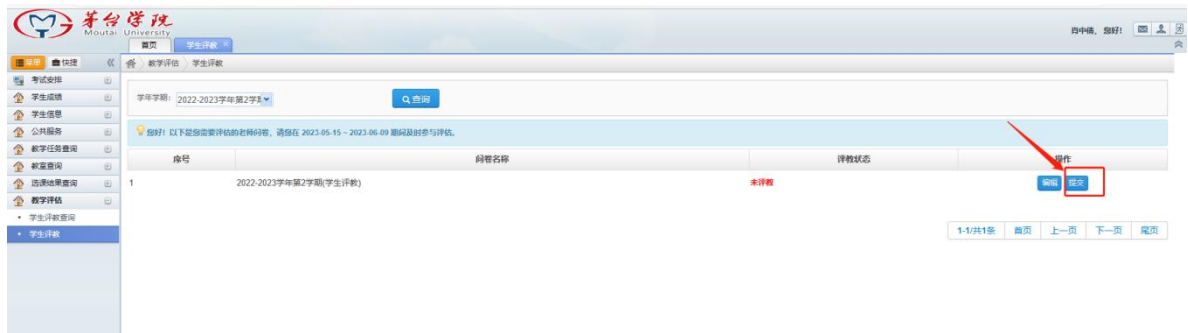 茅台学院
Moutai University
首页 学生评教 ×
肖中倩, 您好!
菜单 快捷 《
教学评估 学生评教
考试安排
学生成绩
学生信息
公共服务
教学任务查询
教室查询
选课结果查询
教学评估
• 学生评教查询
• 学生评教
学年学期: 2022-2023学年第2学期 查询
您好! 以下是您需要评估的老师问卷, 请您在 2023-05-15 ~ 2023-06-09 期间及时参与评估。
序号 问卷名称 评教状态 操作
1 2022-2023学年第2学期(学生评教) 未评教 编辑 提交
1-1/共1条 首页 上一页 下一页 尾页